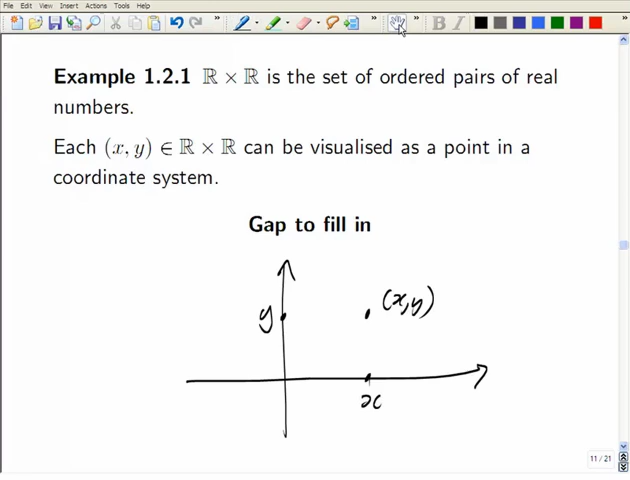 File Edit View Insert Actions Tools Help
B I
Example 1.2.1 ℝ × ℝ is the set of ordered pairs of real
numbers.
Each (x, y) ∈ ℝ × ℝ can be visualised as a point in a
coordinate system.
Gap to fill in
y
(x,y)
x
11 / 21